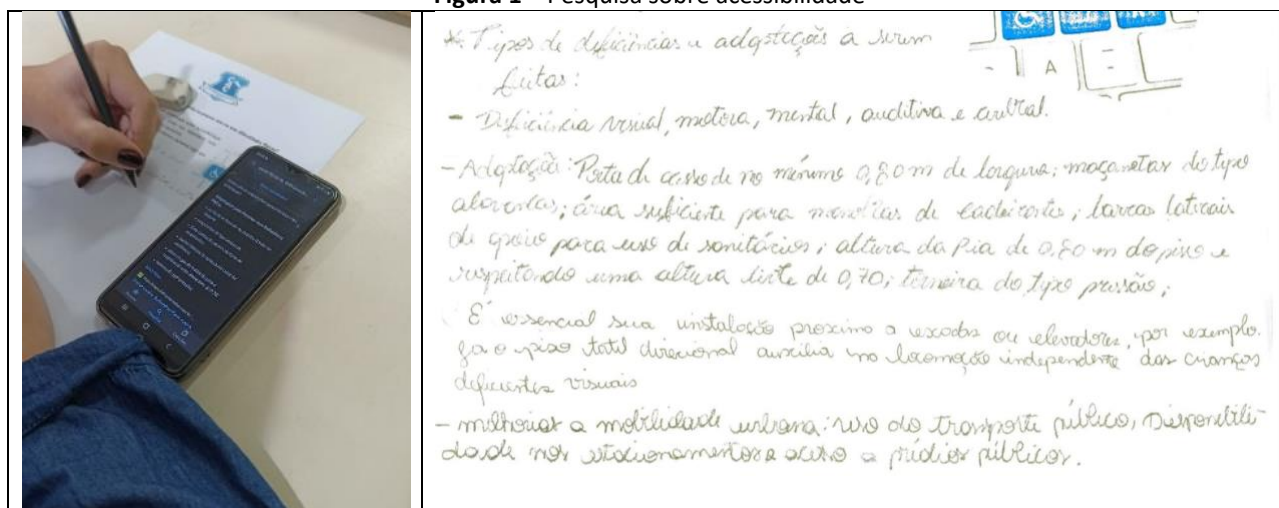 Figura 1 – Pesquisa sobre acessibilidade
* Tipos de deficiências e adaptações a serem
feitas:
- Deficiência visual, motora, mental, auditiva e
- Adaptação: Porta de acesso de no mínimo 0,80 m de largura; maçanetas do tipo
alavancas; área suficiente para manobras de cadeirantes; barras laterais
de apoio para uso de sanitários; altura da pia de 0,80 m do piso e
respeitando uma altura livre de 0,70; torneira do tipo pressão;
É essencial sua instalação proximo a escadas ou elevadores, por exemplo.
Ja o piso tatil direcional auxilia na locomoção independente das crianças
deficientes visuais
- melhorar a mobilidade urbana: uso do transporte público, Disponibili-
dade nos estacionamentos e acesso a prédios públicos.
A